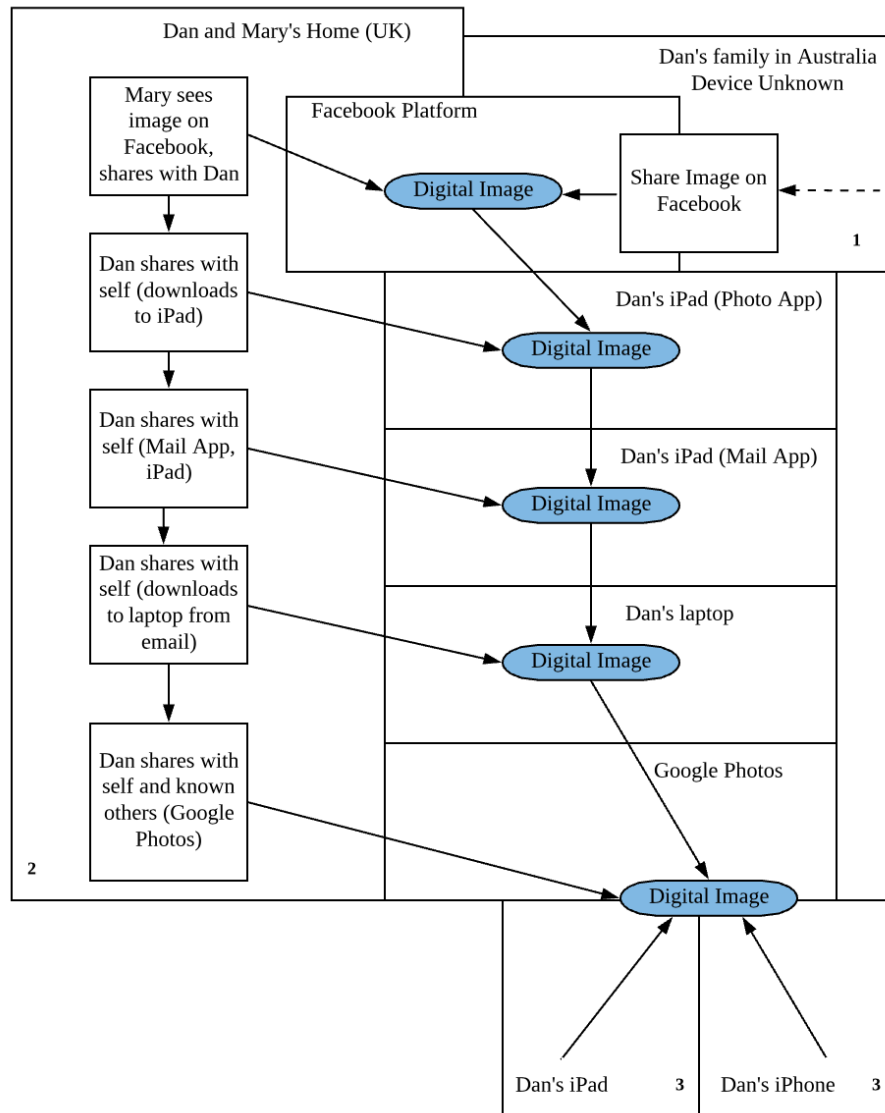 Dan and Mary's Home (UK)
Dan's family in Australia
Device Unknown
Mary sees
image on
Facebook,
shares with Dan
Facebook Platform
Digital Image
Share Image on
Facebook
1
Dan shares with
self (downloads
to iPad)
Dan's iPad (Photo App)
Digital Image
Dan shares with
self (Mail App,
iPad)
Dan's iPad (Mail App)
Digital Image
Dan shares with
self (downloads
to laptop from
email)
Dan's laptop
Digital Image
Dan shares with
self and known
others (Google
Photos)
Google Photos
2
Digital Image
Dan's iPad
3
Dan's iPhone
3